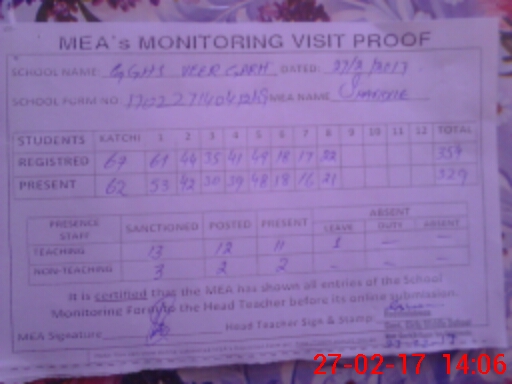 MEA's MONITORING VISIT PROOF
SCHOOL NAME: GGHS VEER GARH DATED: 27/2/2017
SCHOOL FORM NO: MEA NAME
STUDENTS KATCHI 1 2 3 4 5 6 7 8 9 10 11 12 TOTAL
REGISTRED 67 61 44 35 41 49 18 17 22 354
PRESENT 62 53 42 30 39 48 18 16 21 329
PRESENCE STAFF SANCTIONED POSTED PRESENT ABSENT
LEAVE DUTY ABSENT
TEACHING 13 12 11 1 — —
NON-TEACHING 3 2 2 — — —
It is certified that the MEA has shown all entries of the School
Monitoring Form to the Head Teacher before its online submission.
MEA Signature Head Teacher Sign & Stamp:
27-02-17
27-02-17 14:06